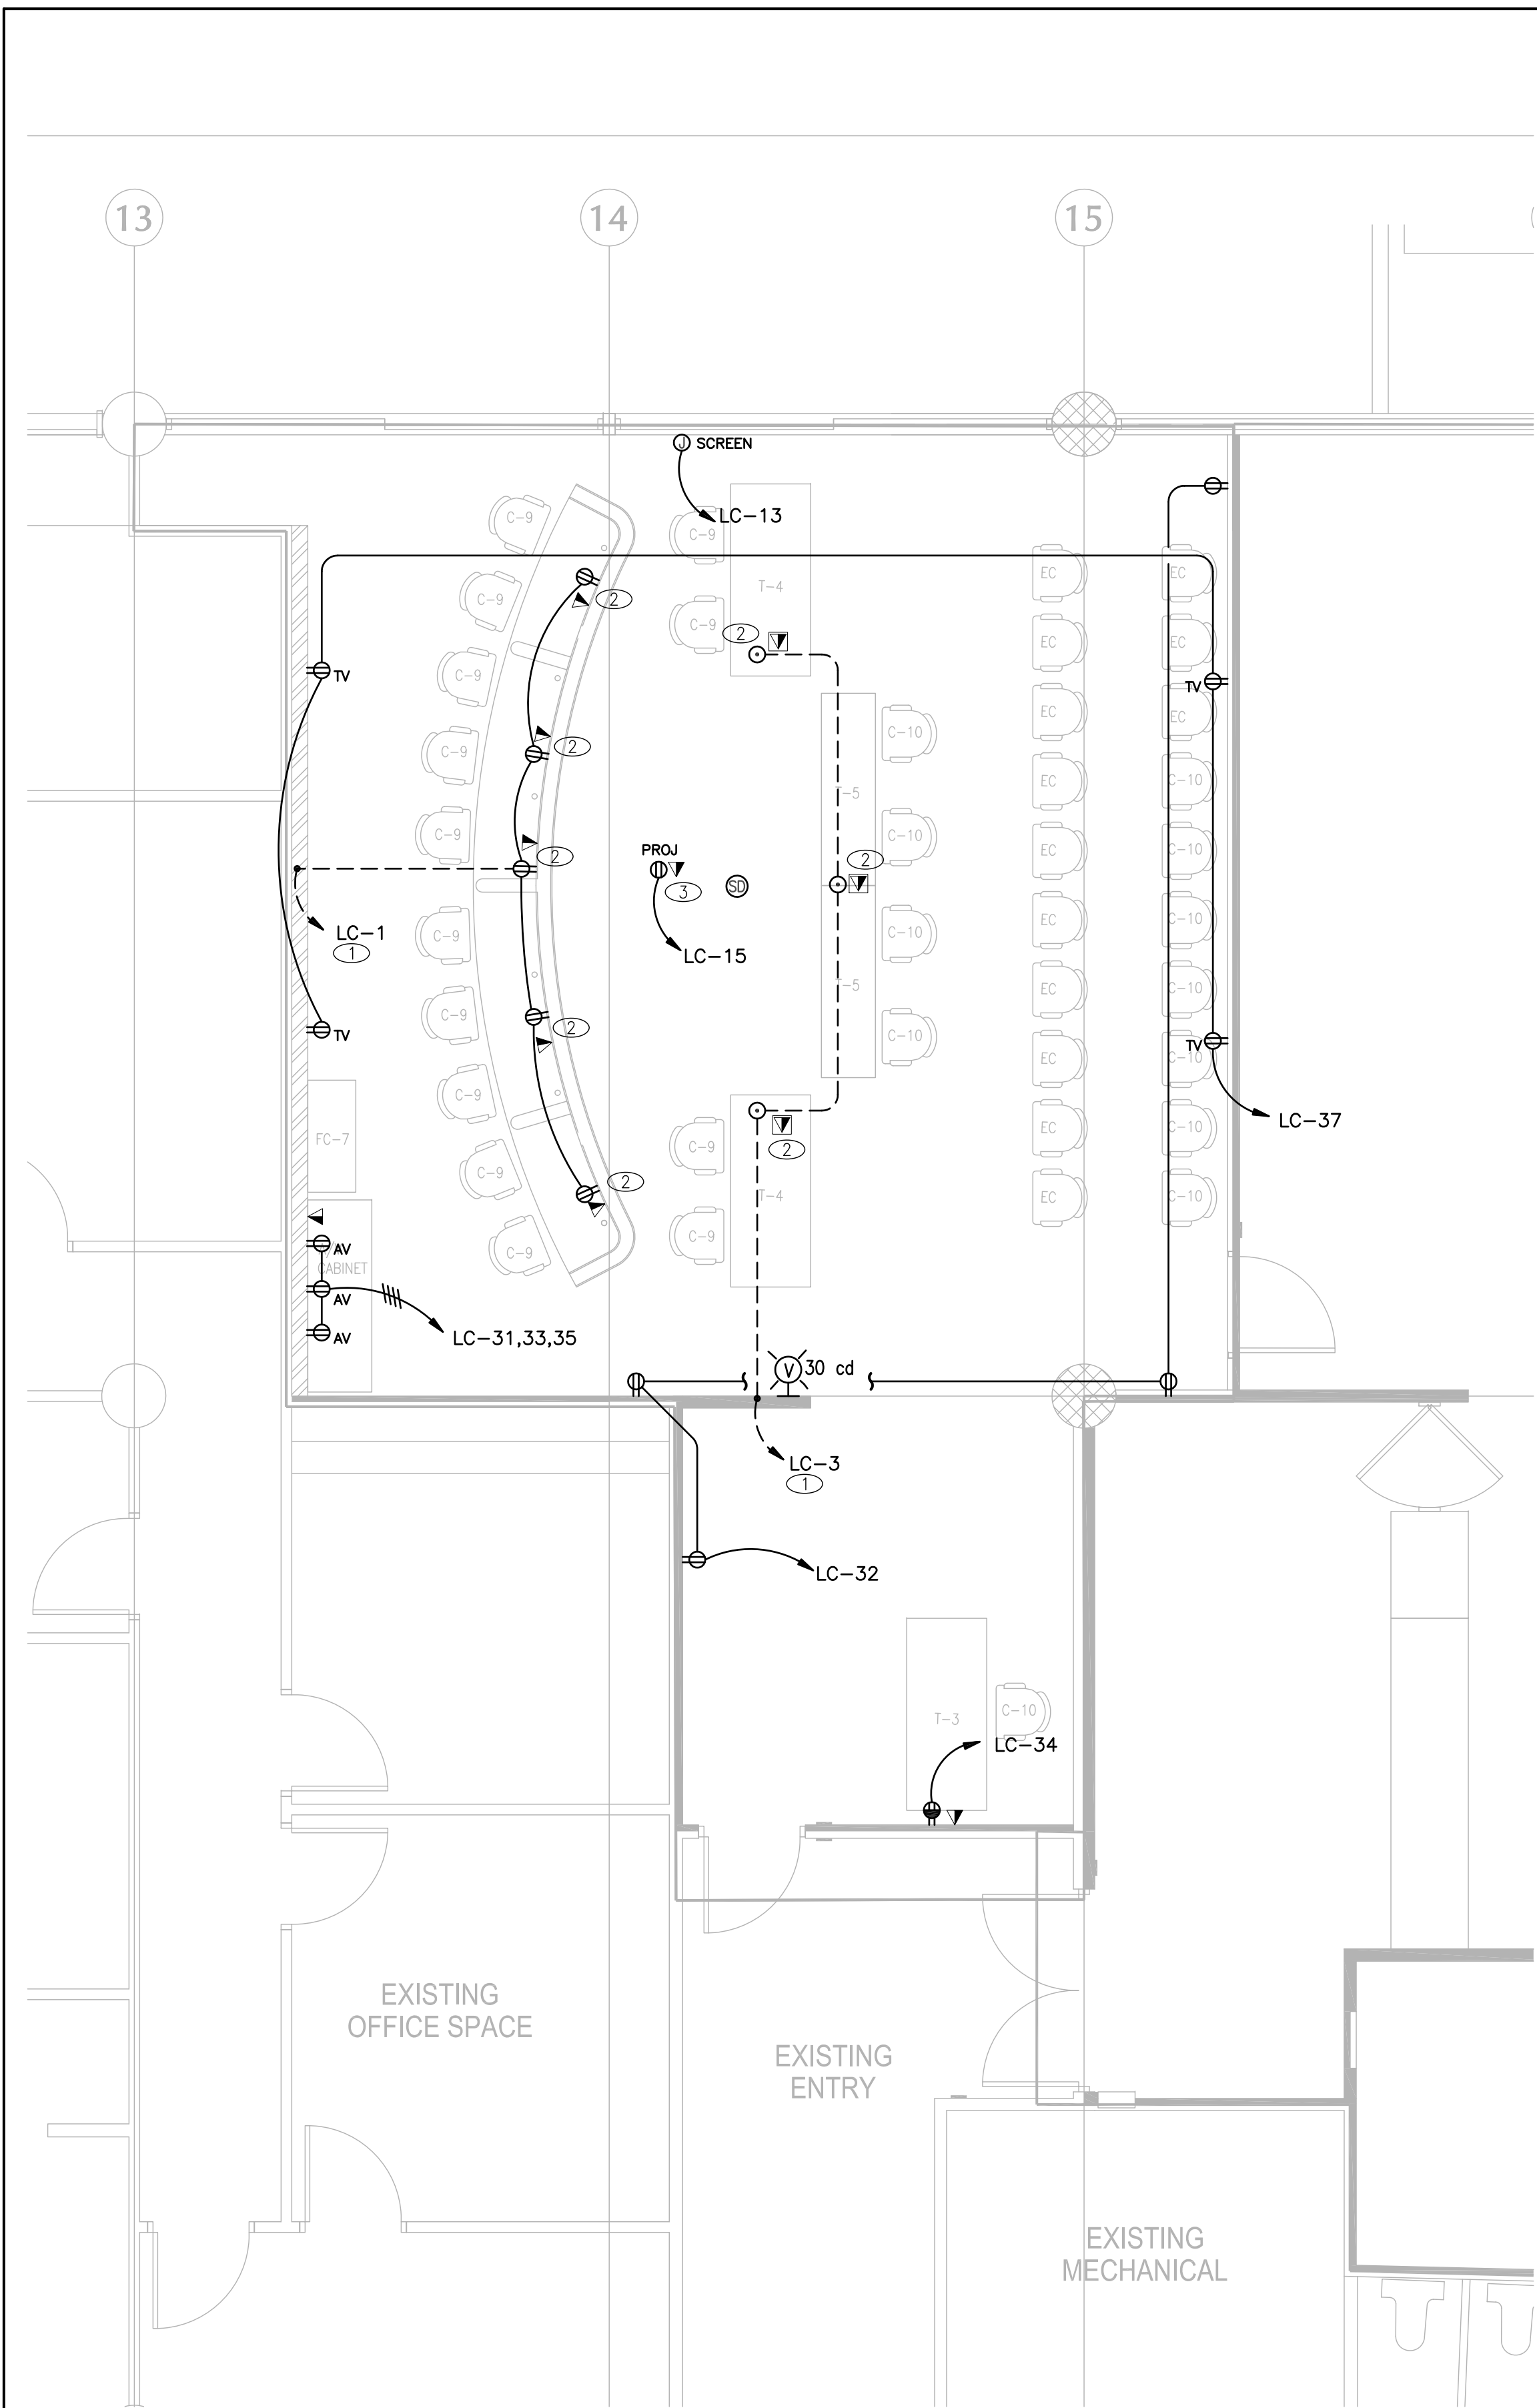 13
14
15
J SCREEN
LC-13
C-9
C-9
T-4
EC
EC
C-9
C-9
2
2
EC
EC
C-9
TV
TV
EC
EC
C-9
2
C-10
EC
C-10
T-5
C-9
2
C-10
EC
C-10
PROJ
2
3
SD
LC-1
1
C-9
LC-15
C-10
EC
C-10
T-5
EC
C-10
C-9
2
TV
C-10
TV
EC
C-10
C-9
LC-37
EC
C-10
FC-7
C-9
2
2
C-9
T-4
EC
C-10
C-9
C-9
AV
CABINET
AV
AV
LC-31,33,35
V 30 cd
LC-3
1
LC-32
C-10
T-3
LC-34
EXISTING
OFFICE SPACE
EXISTING
ENTRY
EXISTING
MECHANICAL